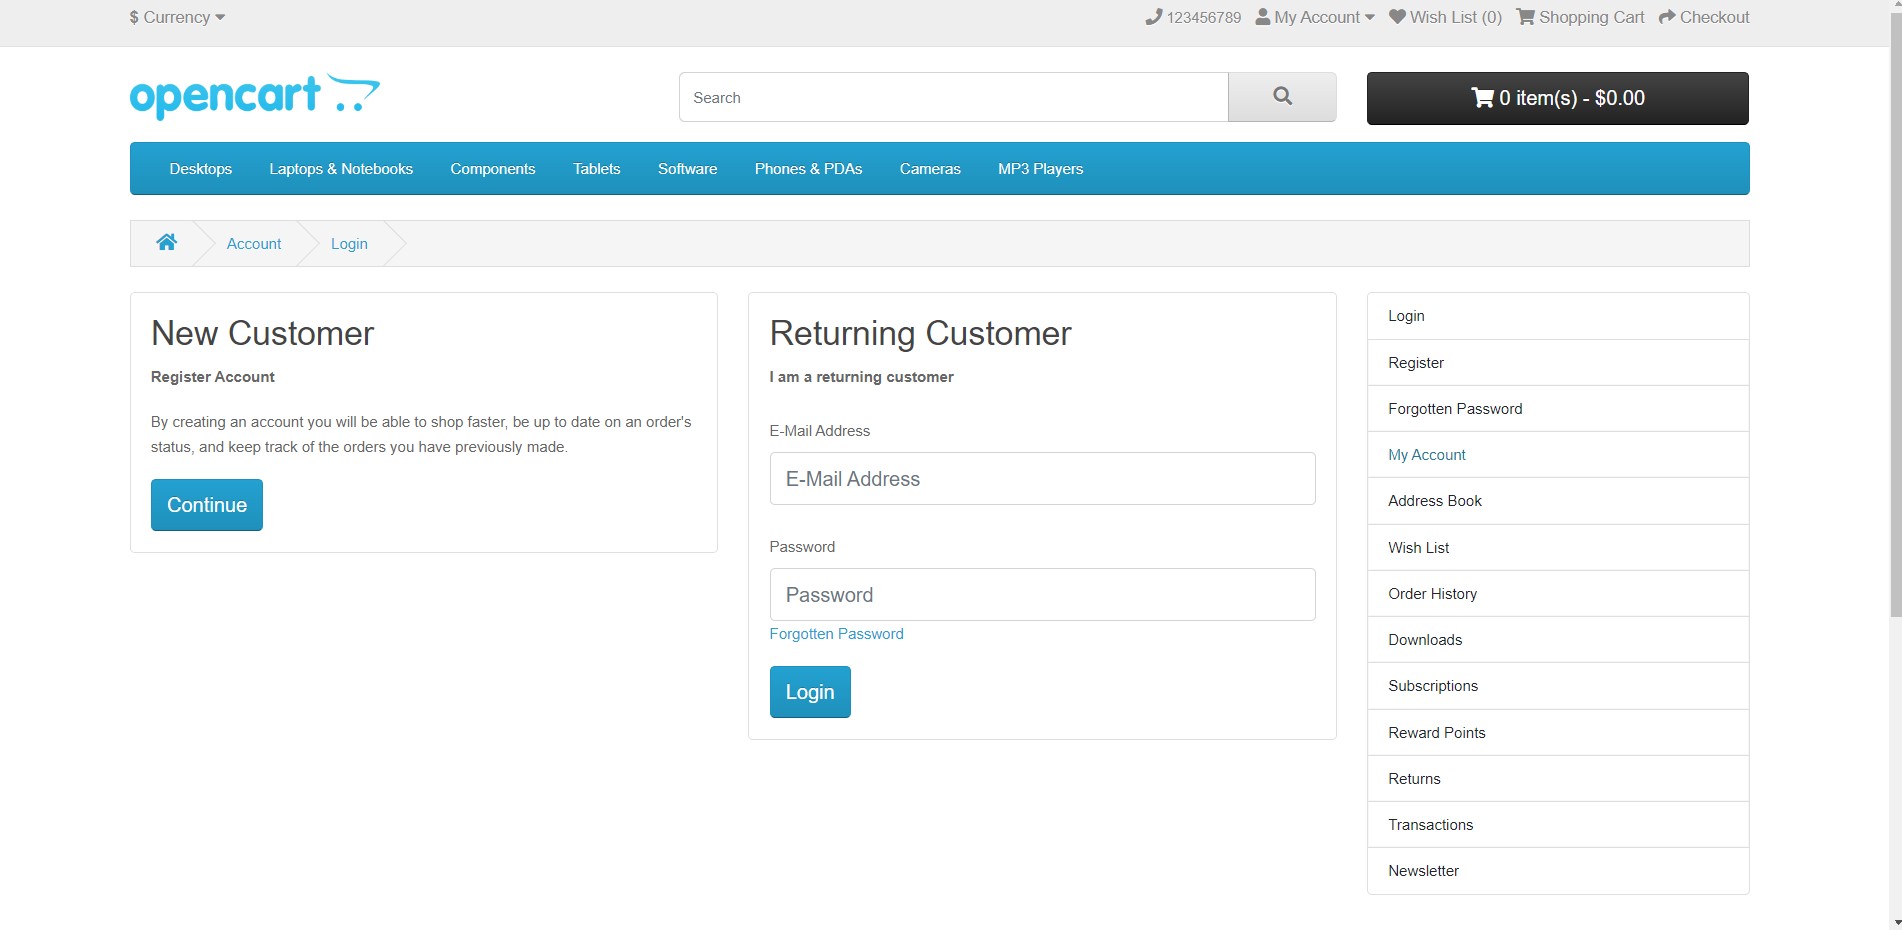 $ Currency
123456789 My Account Wish List (0) Shopping Cart Checkout
opencart
Search
0 item(s) - $0.00
Desktops Laptops & Notebooks Components Tablets Software Phones & PDAs Cameras MP3 Players
Account Login
New Customer
Register Account
By creating an account you will be able to shop faster, be up to date on an order's
status, and keep track of the orders you have previously made.
Continue
Returning Customer
I am a returning customer
E-Mail Address
E-Mail Address
Password
Password
Forgotten Password
Login
Login
Register
Forgotten Password
My Account
Address Book
Wish List
Order History
Downloads
Subscriptions
Reward Points
Returns
Transactions
Newsletter